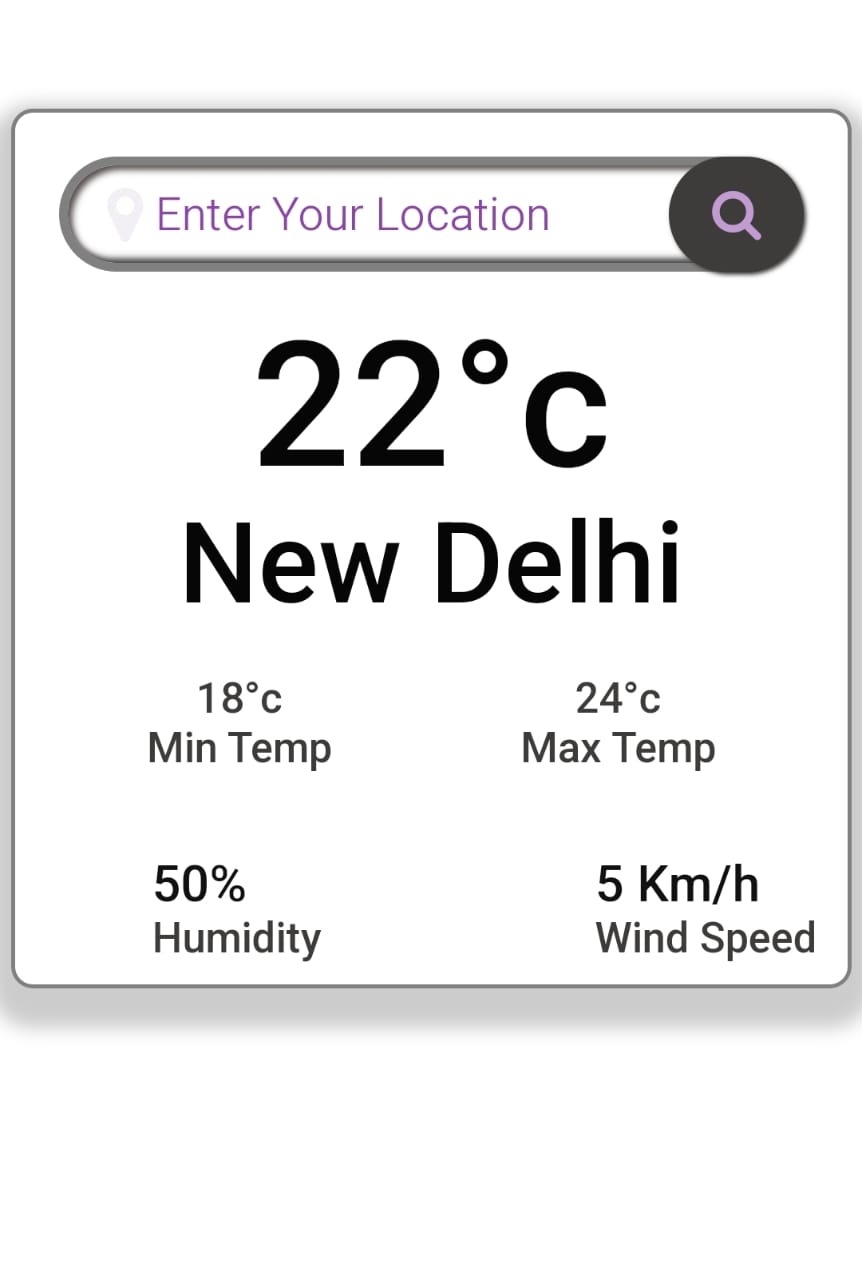 Enter Your Location
22°c
New Delhi
18°c
Min Temp
24°c
Max Temp
50%
Humidity
5 Km/h
Wind Speed